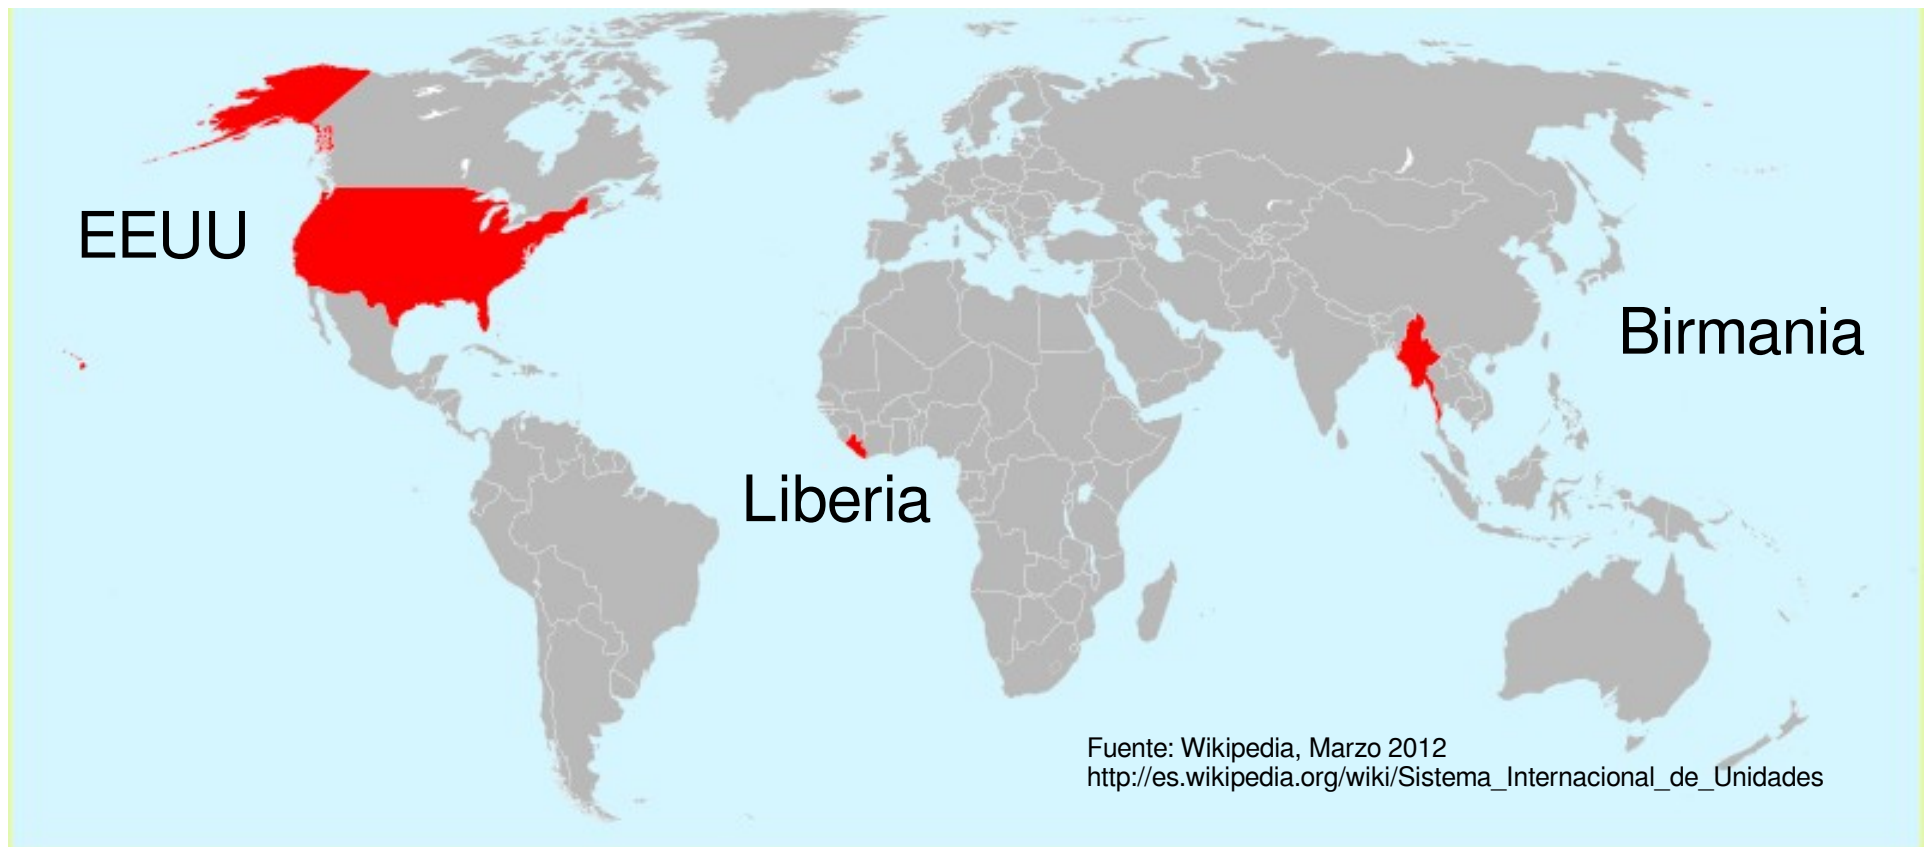 EEUU
Birmania
Liberia
Fuente: Wikipedia, Marzo 2012
http://es.wikipedia.org/wiki/Sistema_Internacional_de_Unidades